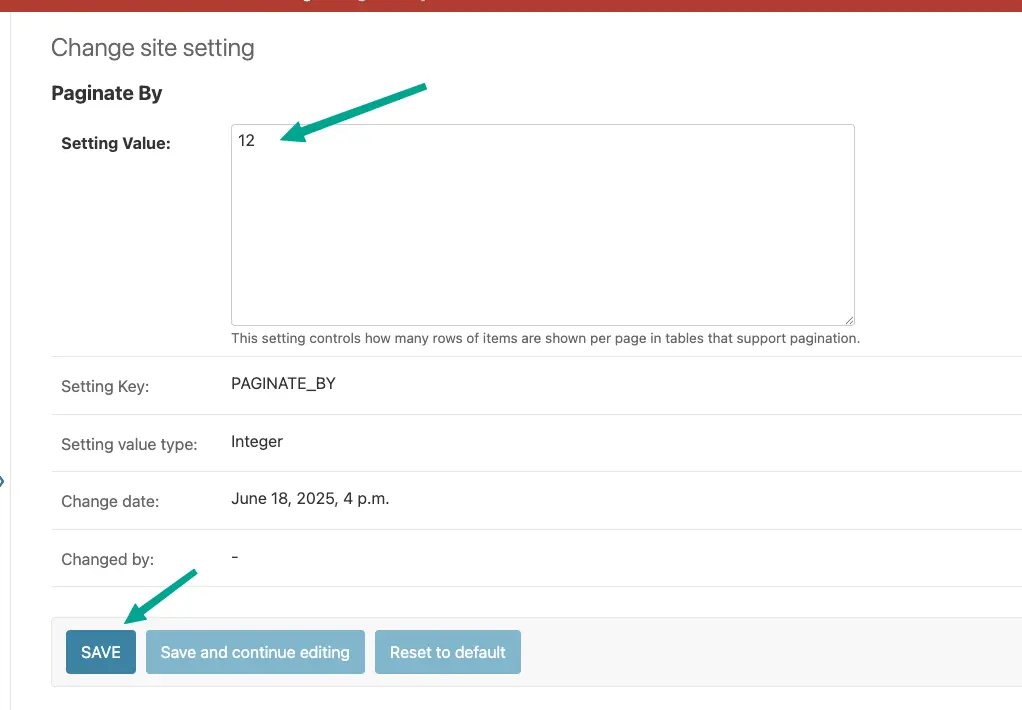 Change site setting
Paginate By
Setting Value:
12
This setting controls how many rows of items are shown per page in tables that support pagination.
Setting Key:
PAGINATE_BY
Setting value type:
Integer
Change date:
June 18, 2025, 4 p.m.
Changed by:
-
SAVE
Save and continue editing
Reset to default